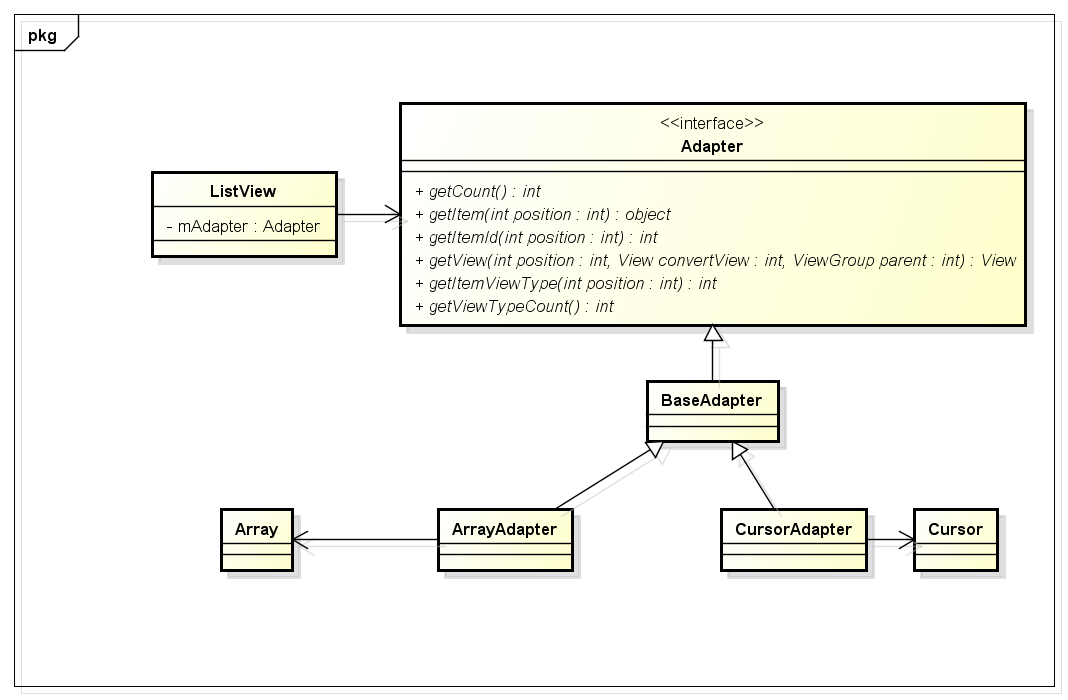 pkg
<<interface>>
Adapter
+ getCount() : int
+ getItem(int position : int) : object
+ getItemId(int position : int) : int
+ getView(int position : int, View convertView : int, ViewGroup parent : int) : View
+ getItemViewType(int position : int) : int
+ getViewTypeCount() : int
ListView
- mAdapter : Adapter
BaseAdapter
Array
ArrayAdapter
CursorAdapter
Cursor